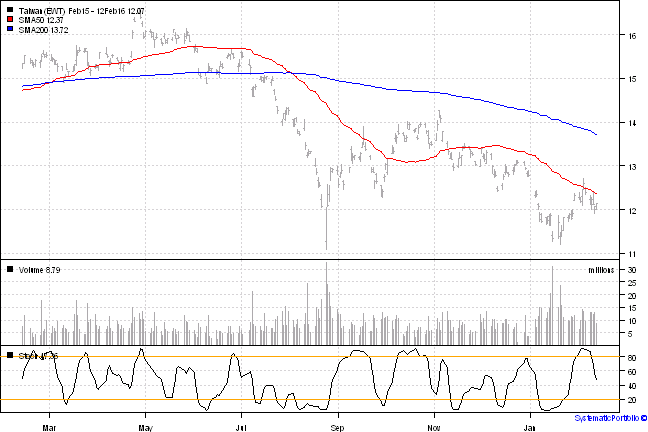 Taiwan (EWT) Feb15 - 12Feb16 12.07
SMA50 12.37
SMA200 13.72
16
15
14
13
12
11
Volume 8.79
millions
30
25
20
15
10
5
80
60
40
20
Mar
May
Jul
Sep
Nov
Jan
SystematicPortfolio ©